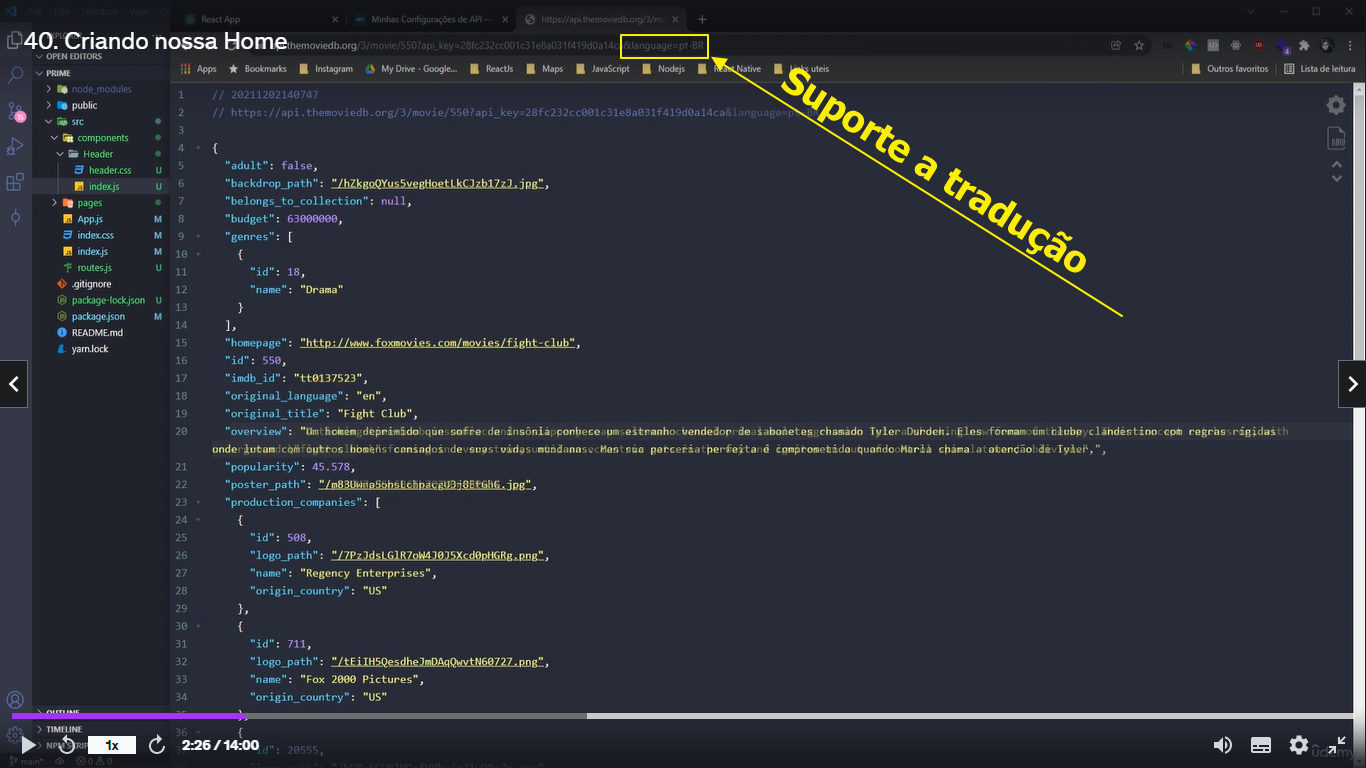 React App
Minhas Configurações de API —
https://api.themoviedb.org/3/mo
40. Criando nossa Home
api.themoviedb.org/3/movie/550?api_key=28fc232cc001c31e8a031f419d0a14ca&language=pt-BR
Apps
Bookmarks
Instagram
My Drive - Google...
ReactJs
Maps
JavaScript
Nodejs
React Native
Links uteis
Outros favoritos
Lista de leitura
Suporte a tradução
OPEN EDITORS
PRIME
node_modules
public
src
components
Header
header.css U
index.js U
pages
App.js M
index.css M
index.js M
routes.js U
.gitignore
package-lock.json U
package.json M
README.md
yarn.lock
OUTLINE
TIMELINE
NPM SCRIP
main*
1 // 20211202140743
2 // https://api.themoviedb.org/3/movie/550?api_key=28fc232cc001c31e8a031f419d0a14ca&language=pt-BR
3
4 {
5 "adult": false,
6 "backdrop_path": "/hZkgoQYus5vegHoetLkCJzb17zJ.jpg",
7 "belongs_to_collection": null,
8 "budget": 63000000,
9 "genres": [
10 {
11 "id": 18,
12 "name": "Drama"
13 }
14 ],
15 "homepage": "http://www.foxmovies.com/movies/fight-club",
16 "id": 550,
17 "imdb_id": "tt0137523",
18 "original_language": "en",
19 "original_title": "Fight Club",
20 "overview": "Um homem deprimido que sofre de insônia conhece um estranho vendedor de sabonetes chamado Tyler Durden. Eles formam um clube clandestino com regras rígidas
onde lutam com outros homens cansados de suas vidas mundanas. Mas sua parceria perfeita é comprometida quando Marla chama a atenção de Tyler.",
21 "popularity": 45.578,
22 "poster_path": .jpg",
23 "production_companies": [
24 {
25 "id": 508,
26 "logo_path": "/7PzJdsLGlR7oW4J0J5Xcd0pHGRg.png",
27 "name": "Regency Enterprises",
28 "origin_country": "US"
29 },
30 {
31 "id": 711,
32 "logo_path": "/tEiIH5QesdheJmDAqQwvtN60727.png",
33 "name": "Fox 2000 Pictures",
34 "origin_country": "US"
35 },
36 {
"id": 20555,
1x
2:26 / 14:00
ûdemy